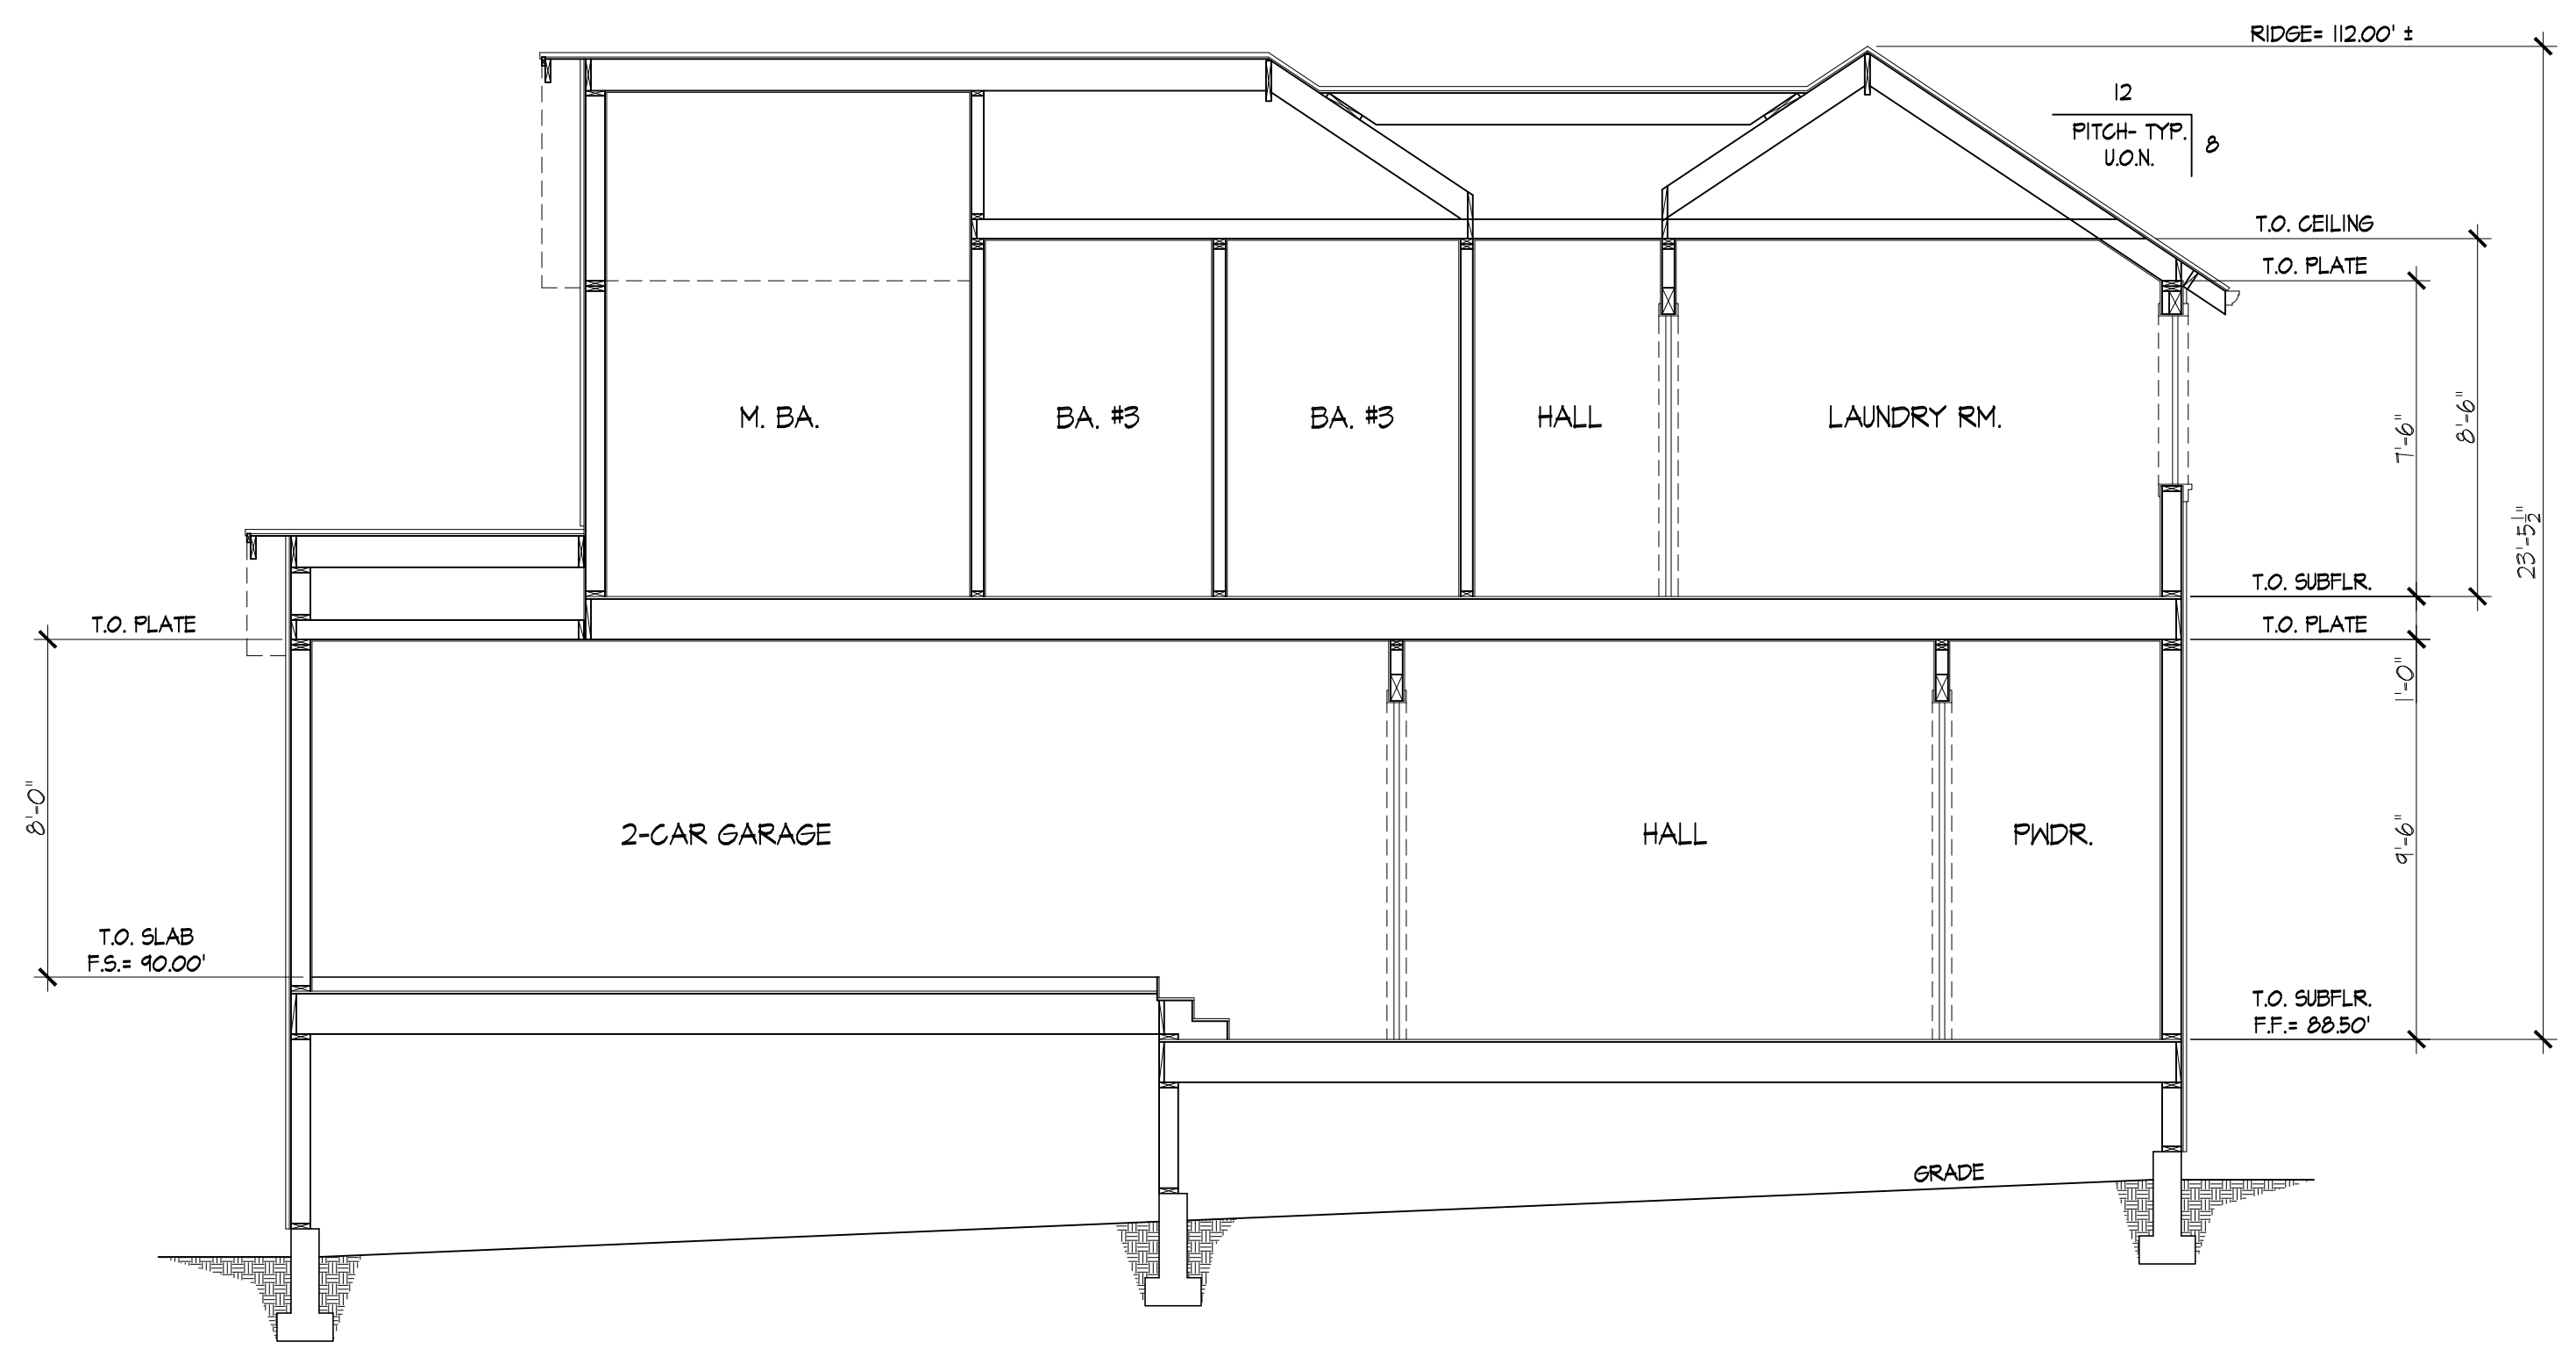 RIDGE= 112.00' ±
12
PITCH- TYP.
U.O.N.
8
T.O. CEILING
T.O. PLATE
M. BA.
BA. #3
BA. #3
HALL
LAUNDRY RM.
7'-6"
8'-6"
23'-5 1/2"
T.O. SUBFLR.
T.O. PLATE
T.O. PLATE
1'-0"
8'-0"
2-CAR GARAGE
HALL
PWDR.
9'-6"
T.O. SLAB
F.S.= 90.00'
T.O. SUBFLR.
F.F.= 88.50'
GRADE